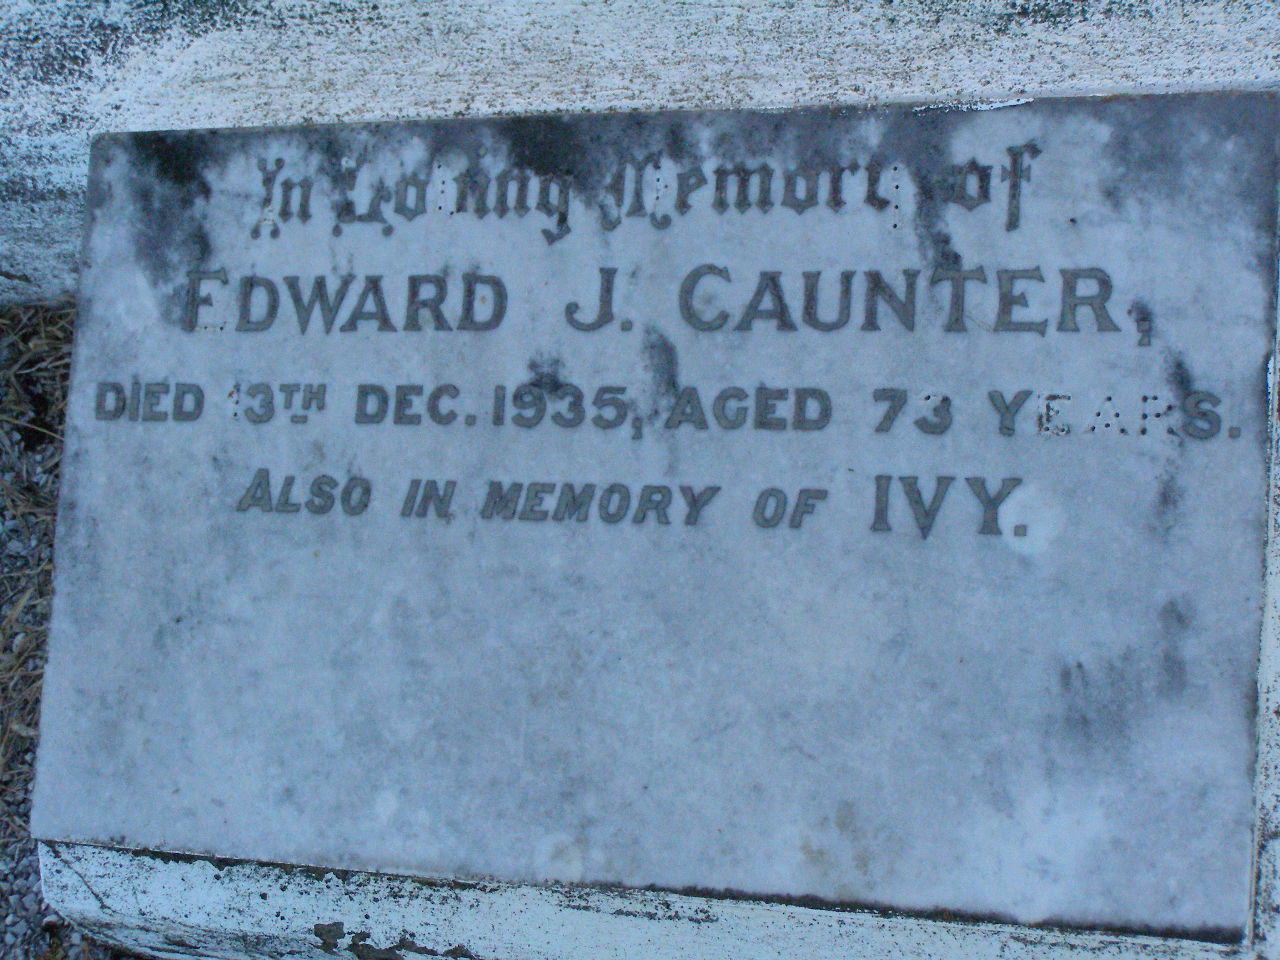 In Loving Memory of
EDWARD J. CAUNTER,
DIED 13TH DEC. 1935, AGED 73 YEARS.
ALSO IN MEMORY OF IVY.